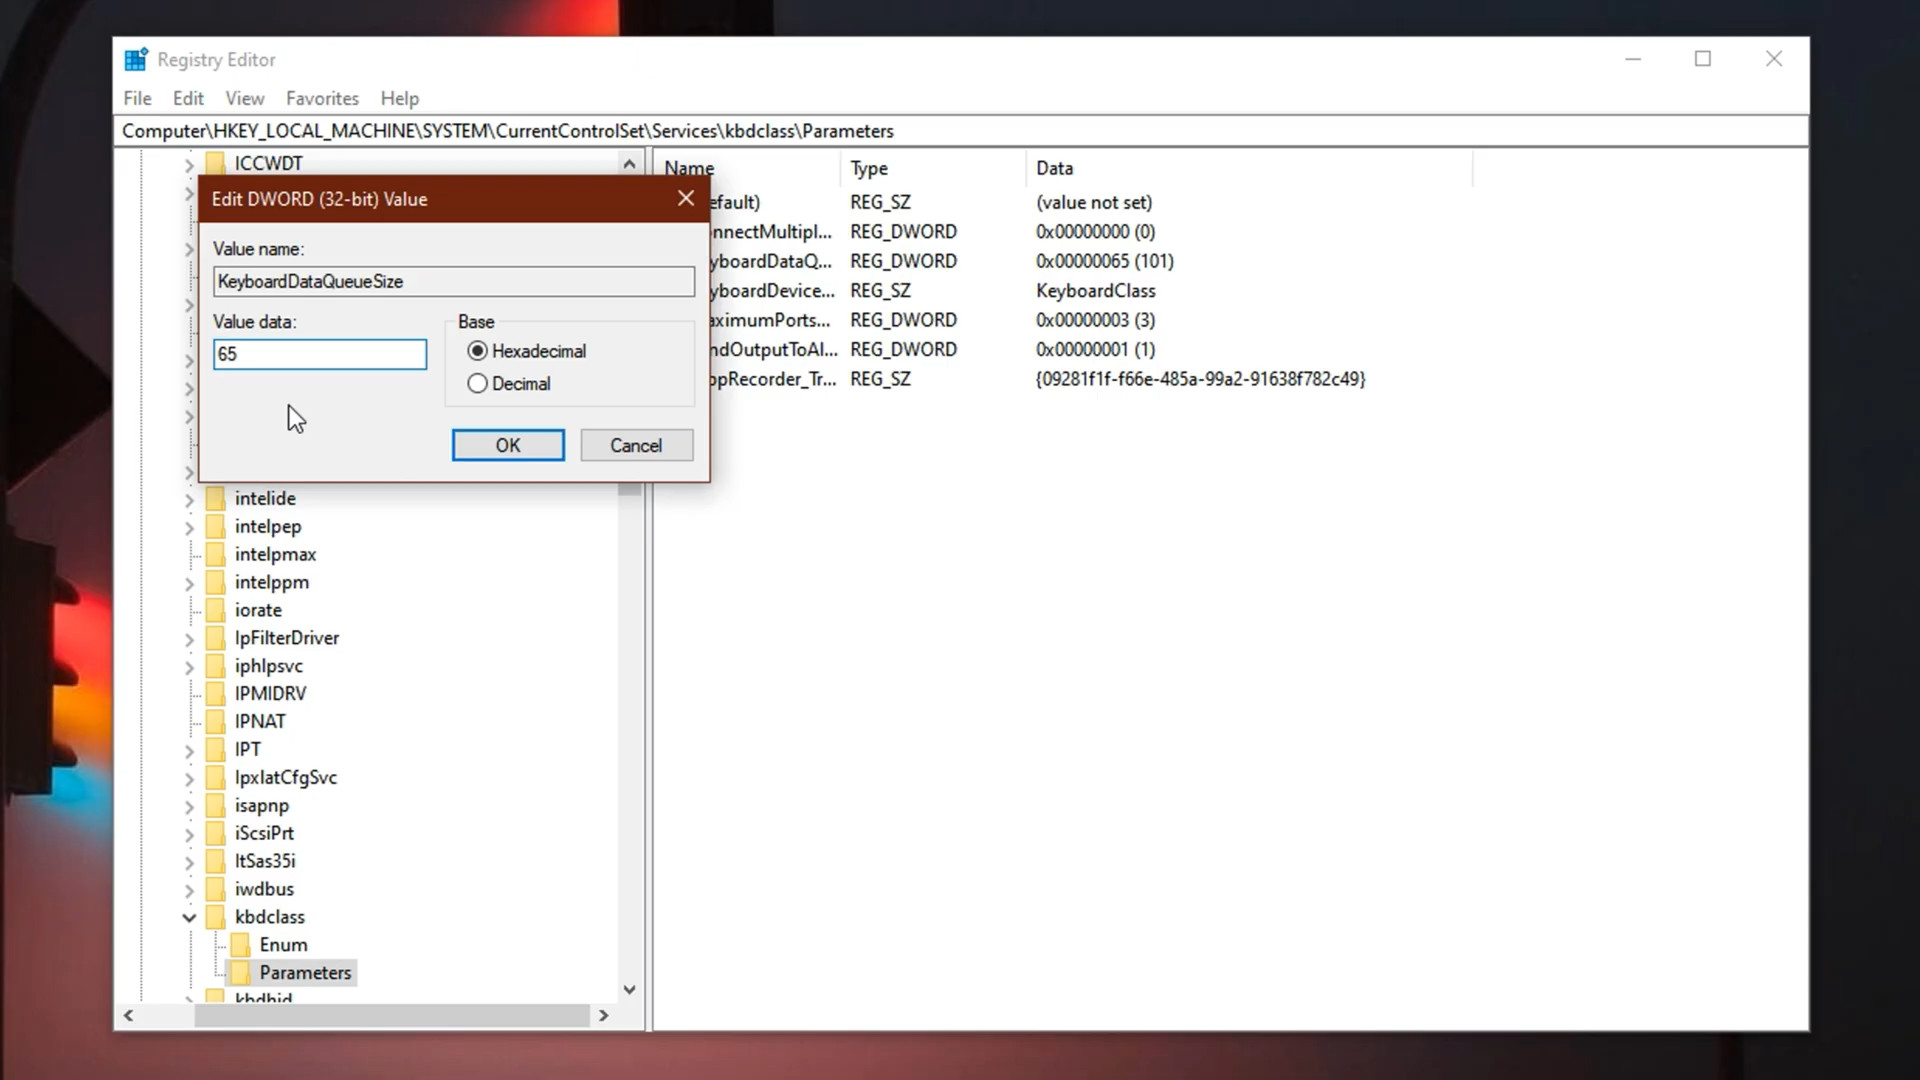 Registry Editor
File Edit View Favorites Help
Computer\HKEY_LOCAL_MACHINE\SYSTEM\CurrentControlSet\Services\kbdclass\Parameters
ICCWDT
Edit DWORD (32-bit) Value
Value name:
KeyboardDataQueueSize
Value data:
65
Base
Hexadecimal
Decimal
OK
Cancel
intelide
intelpep
intelpmax
intelppm
iorate
IpFilterDriver
iphlpsvc
IPMIDRV
IPNAT
IPT
IpxlatCfgSvc
isapnp
iScsiPrt
ItSas35i
iwdbus
kbdclass
Enum
Parameters
kbdhid
Name Type Data
efault) REG_SZ (value not set)
nnectMultipl... REG_DWORD 0x00000000 (0)
yboardDataQ... REG_DWORD 0x00000065 (101)
yboardDevice... REG_SZ KeyboardClass
aximumPorts... REG_DWORD 0x00000003 (3)
ndOutputToAl... REG_DWORD 0x00000001 (1)
ppRecorder_Tr... REG_SZ {09281f1f-f66e-485a-99a2-91638f782c49}